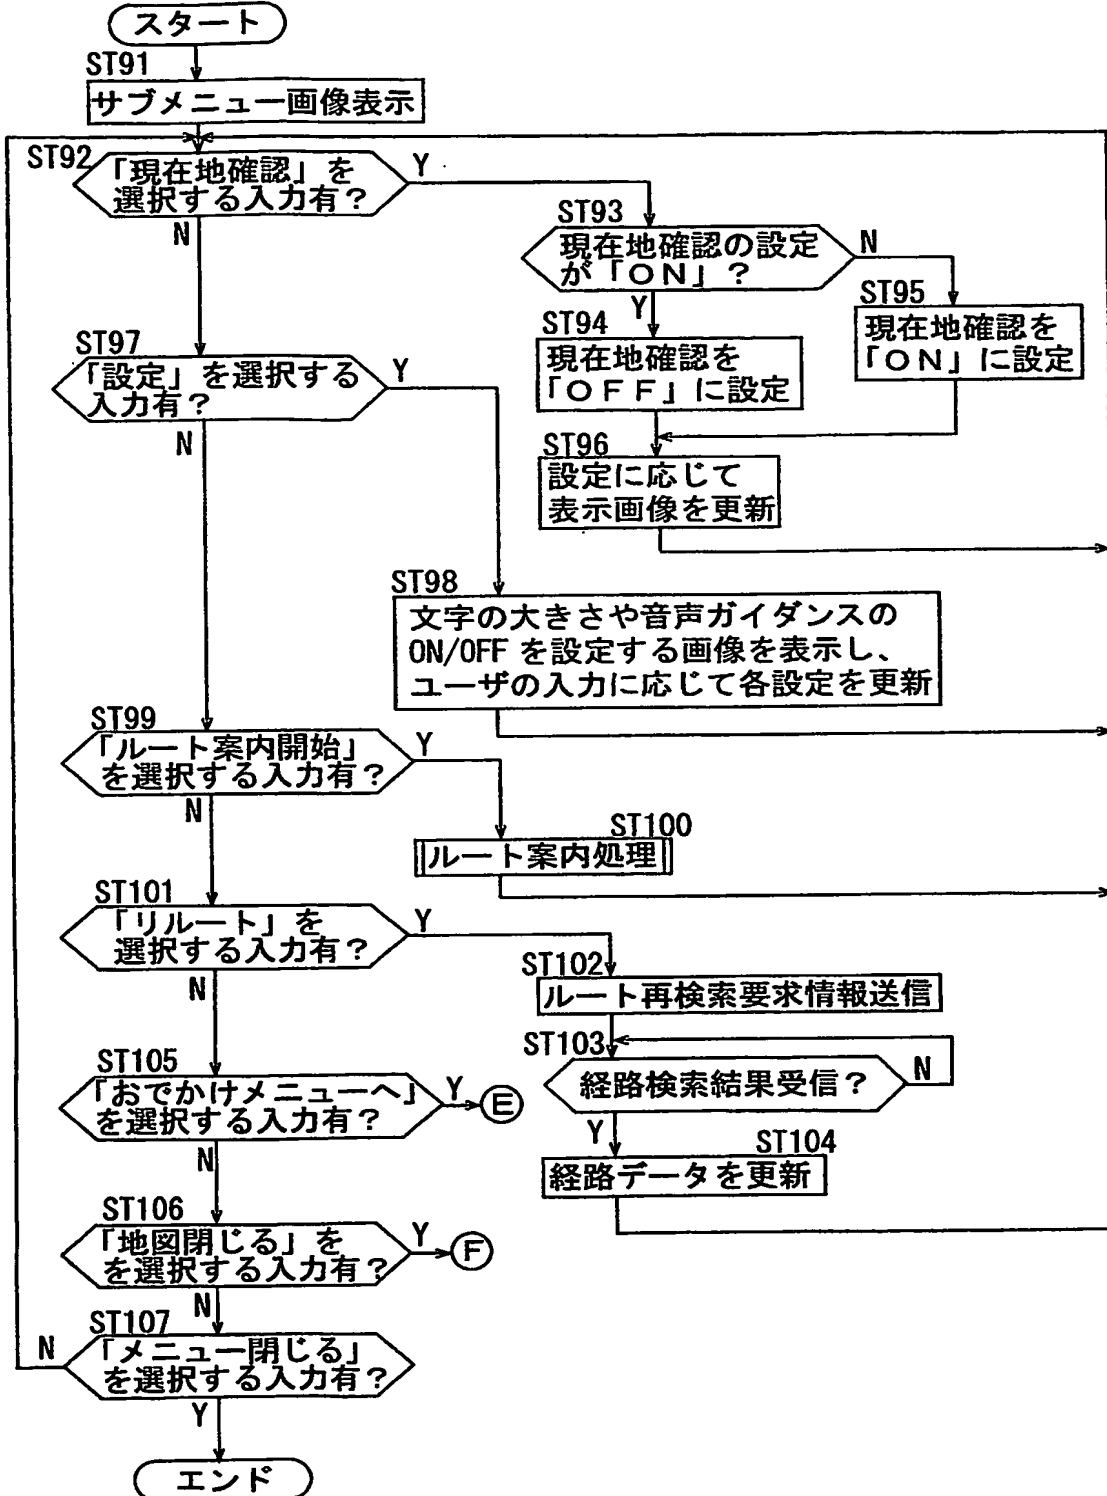 スタート
ST91
サブメニュー画像表示
ST92
「現在地確認」を
選択する入力有？
Y
N
ST93
現在地確認の設定
が「ON」？
N
Y
ST94
現在地確認を
「OFF」に設定
ST95
現在地確認を
「ON」に設定
ST96
設定に応じて
表示画像を更新
ST97
「設定」を選択する
入力有？
Y
N
ST98
文字の大きさや音声ガイダンスの
ON/OFF を設定する画像を表示し、
ユーザの入力に応じて各設定を更新
ST99
「ルート案内開始」
を選択する入力有？
Y
N
ST100
ルート案内処理
ST101
「リルート」を
選択する入力有？
Y
N
ST102
ルート再検索要求情報送信
ST103
経路検索結果受信？
N
Y
ST104
経路データを更新
ST105
「おでかけメニューへ」
を選択する入力有？
Y
E
N
ST106
「地図閉じる」を
を選択する入力有？
Y
F
N
ST107
「メニュー閉じる」
を選択する入力有？
N
Y
エンド